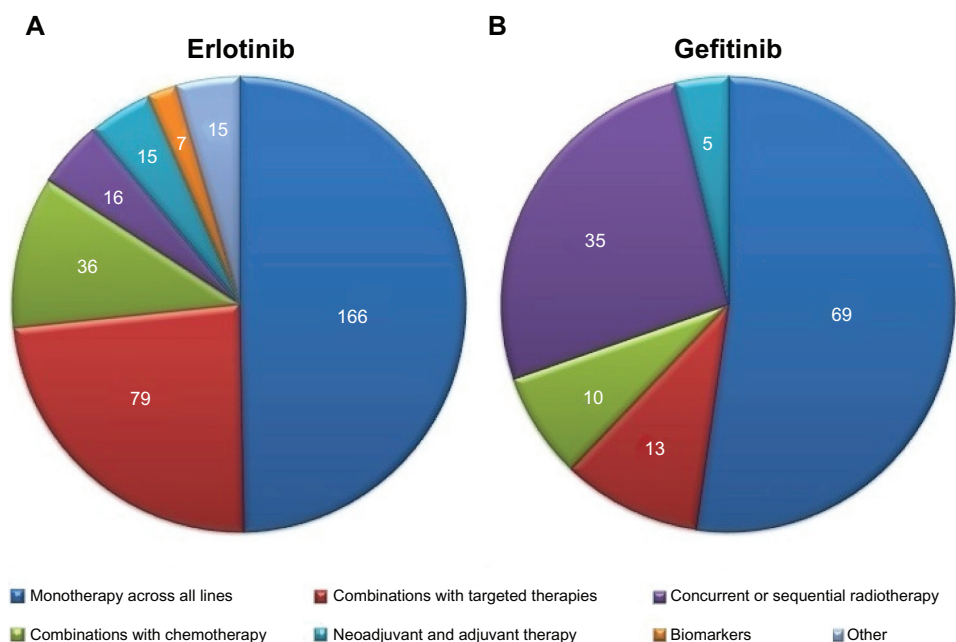 A
Erlotinib
166
79
36
16
15
7
15
B
Gefitinib
69
13
10
35
5
Monotherapy across all lines
Combinations with targeted therapies
Concurrent or sequential radiotherapy
Combinations with chemotherapy
Neoadjuvant and adjuvant therapy
Biomarkers
Other